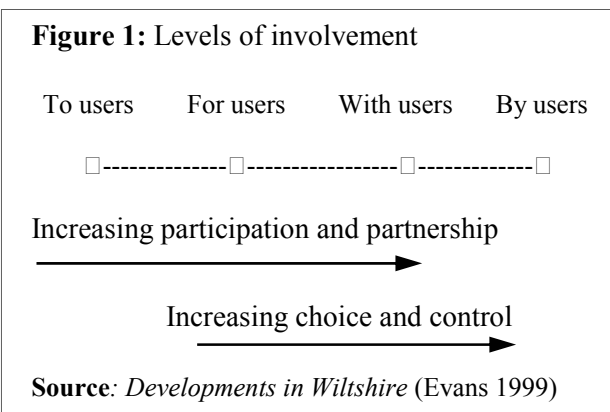 Figure 1: Levels of involvement
To users For users With users By users
□--------------□-----------------□-------------□
Increasing participation and partnership
Increasing choice and control
Source: Developments in Wiltshire (Evans 1999)